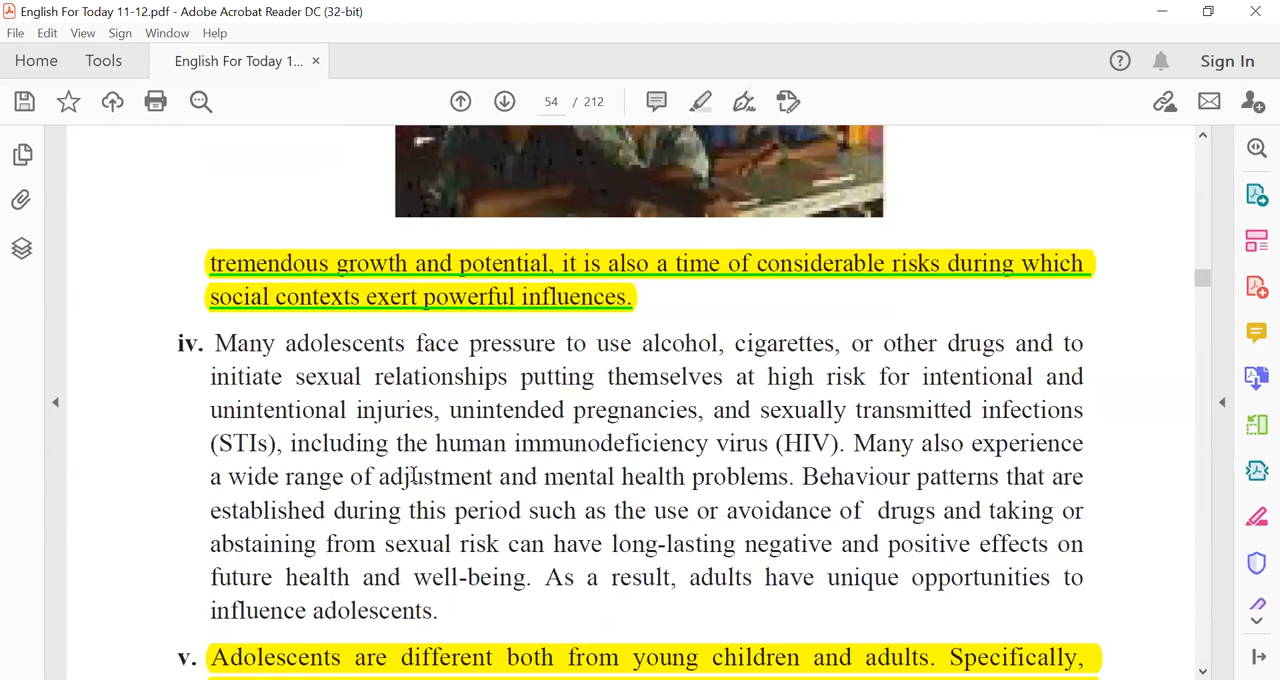 English For Today 11-12.pdf - Adobe Acrobat Reader DC (32-bit)
File Edit View Sign Window Help
Home Tools English For Today 1... × Sign In
54 / 212
tremendous growth and potential, it is also a time of considerable risks during which
social contexts exert powerful influences.
iv. Many adolescents face pressure to use alcohol, cigarettes, or other drugs and to
initiate sexual relationships putting themselves at high risk for intentional and
unintentional injuries, unintended pregnancies, and sexually transmitted infections
(STIs), including the human immunodeficiency virus (HIV). Many also experience
a wide range of adjustment and mental health problems. Behaviour patterns that are
established during this period such as the use or avoidance of drugs and taking or
abstaining from sexual risk can have long-lasting negative and positive effects on
future health and well-being. As a result, adults have unique opportunities to
influence adolescents.
v. Adolescents are different both from young children and adults. Specifically,